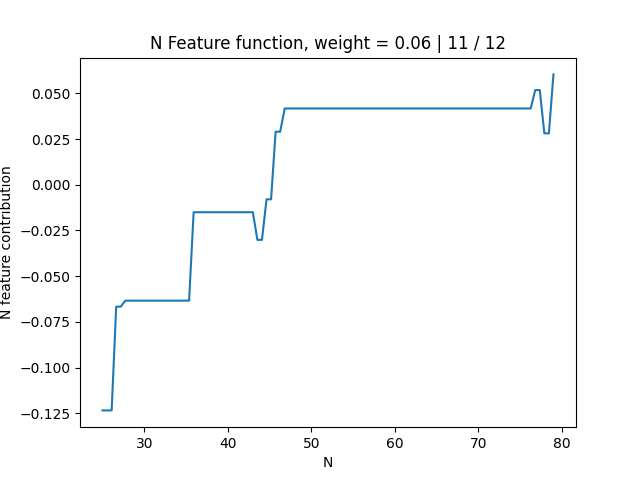 N Feature function, weight = 0.06 | 11 / 12
0.050
0.025
0.000
−0.025
−0.050
−0.075
−0.100
−0.125
N feature contribution
30 40 50 60 70 80
N